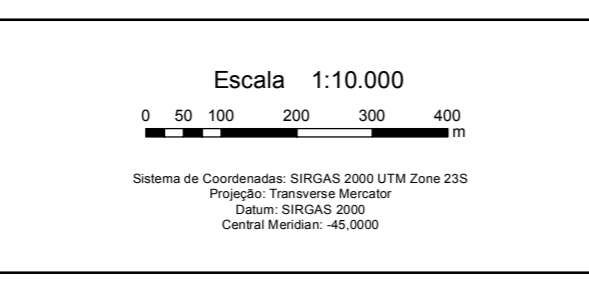 Escala 1:10.000
0 50 100 200 300 400
m
Sistema de Coordenadas: SIRGAS 2000 UTM Zone 23S
Projeção: Transverse Mercator
Datum: SIRGAS 2000
Central Meridian: -45,0000